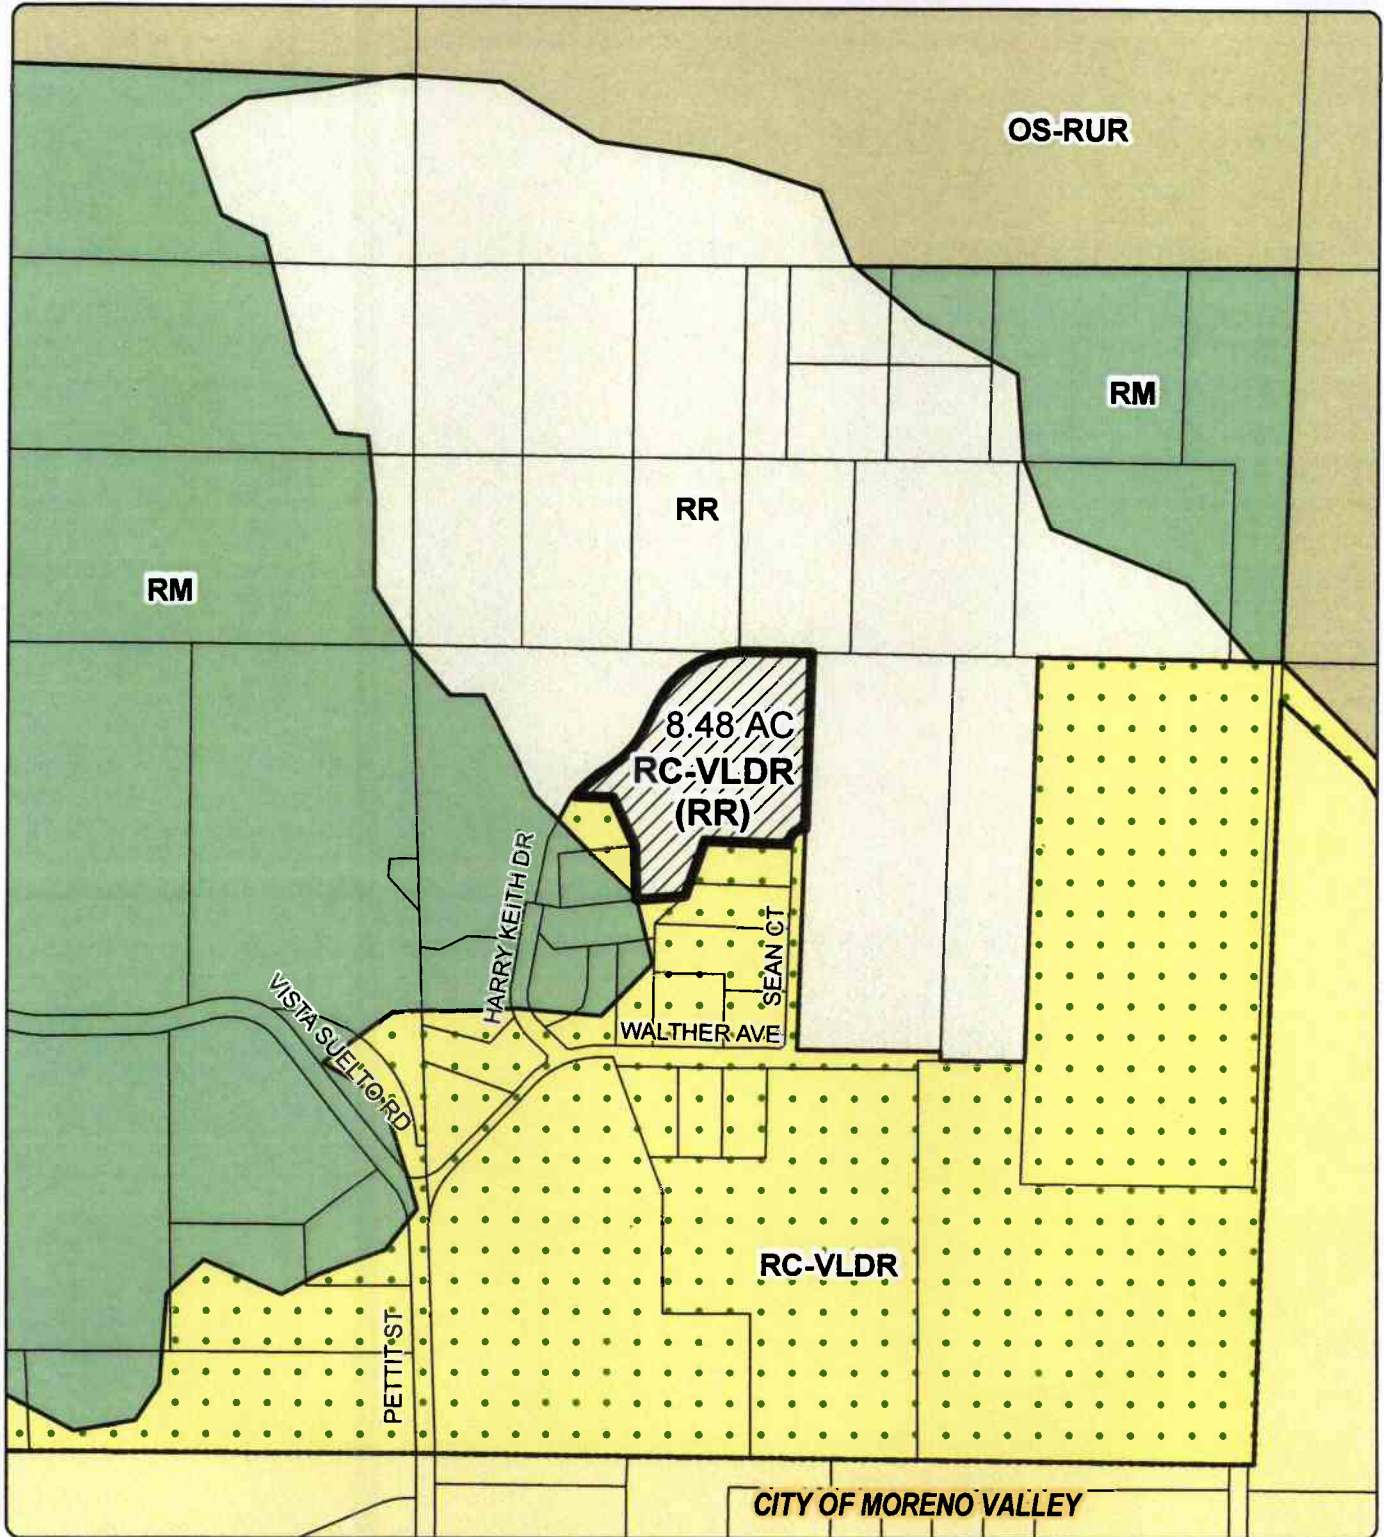 OS-RUR
RM
RR
RM
8.48 AC
RC-VLDR
(RR)
HARRY KEITH DR
SEAN CT
VISTA SUELTO RD
WALTHER AVE
RC-VLDR
PETTIT ST
CITY OF MORENO VALLEY